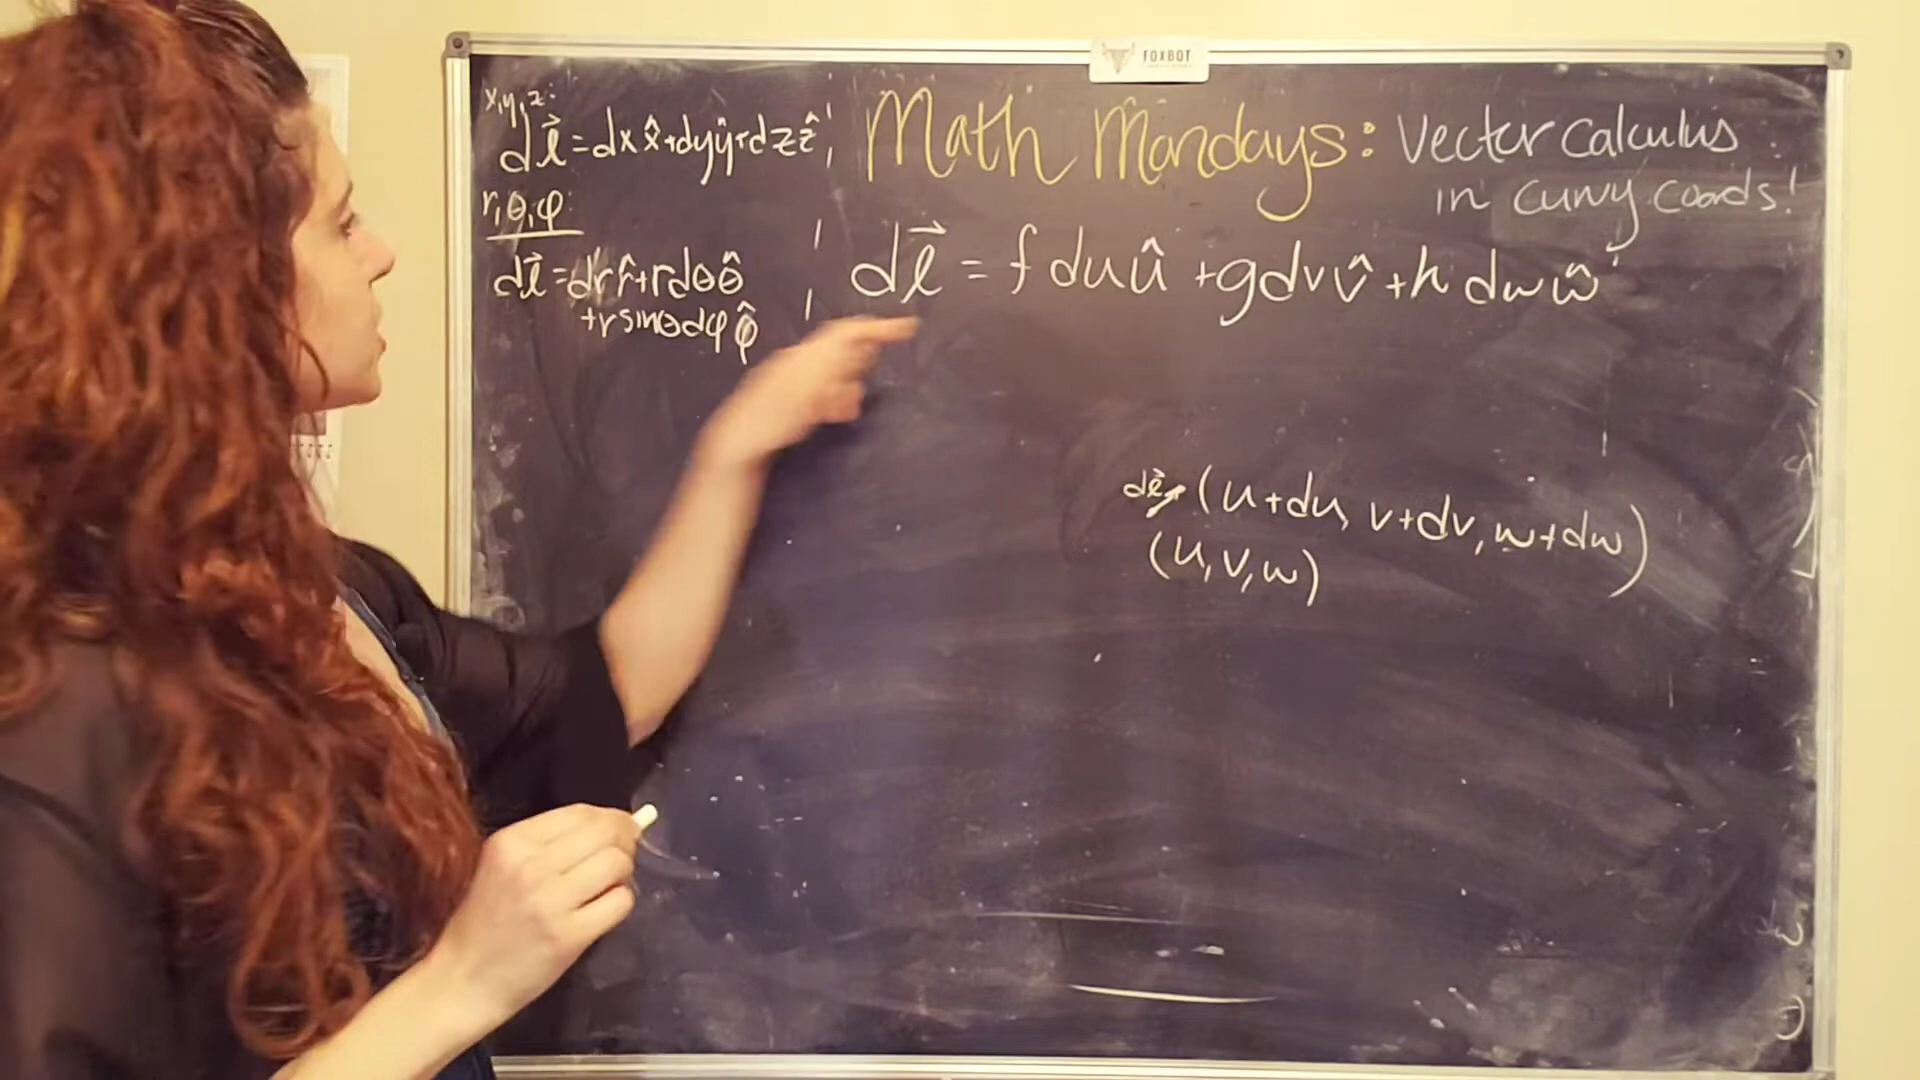 FOXBOT
x,y,z:
dl⃗ = dx x̂ + dy ŷ + dz ẑ
r,θ,φ:
dl⃗ = dr r̂ + r dθ θ̂
+ r sinθ dφ φ̂
Math Mondays: Vector Calculus
in curvy coords!
dl⃗ = f du û + g dv v̂ + h dw ŵ
dl⃗ (u+du, v+dv, w+dw)
(u,v,w)